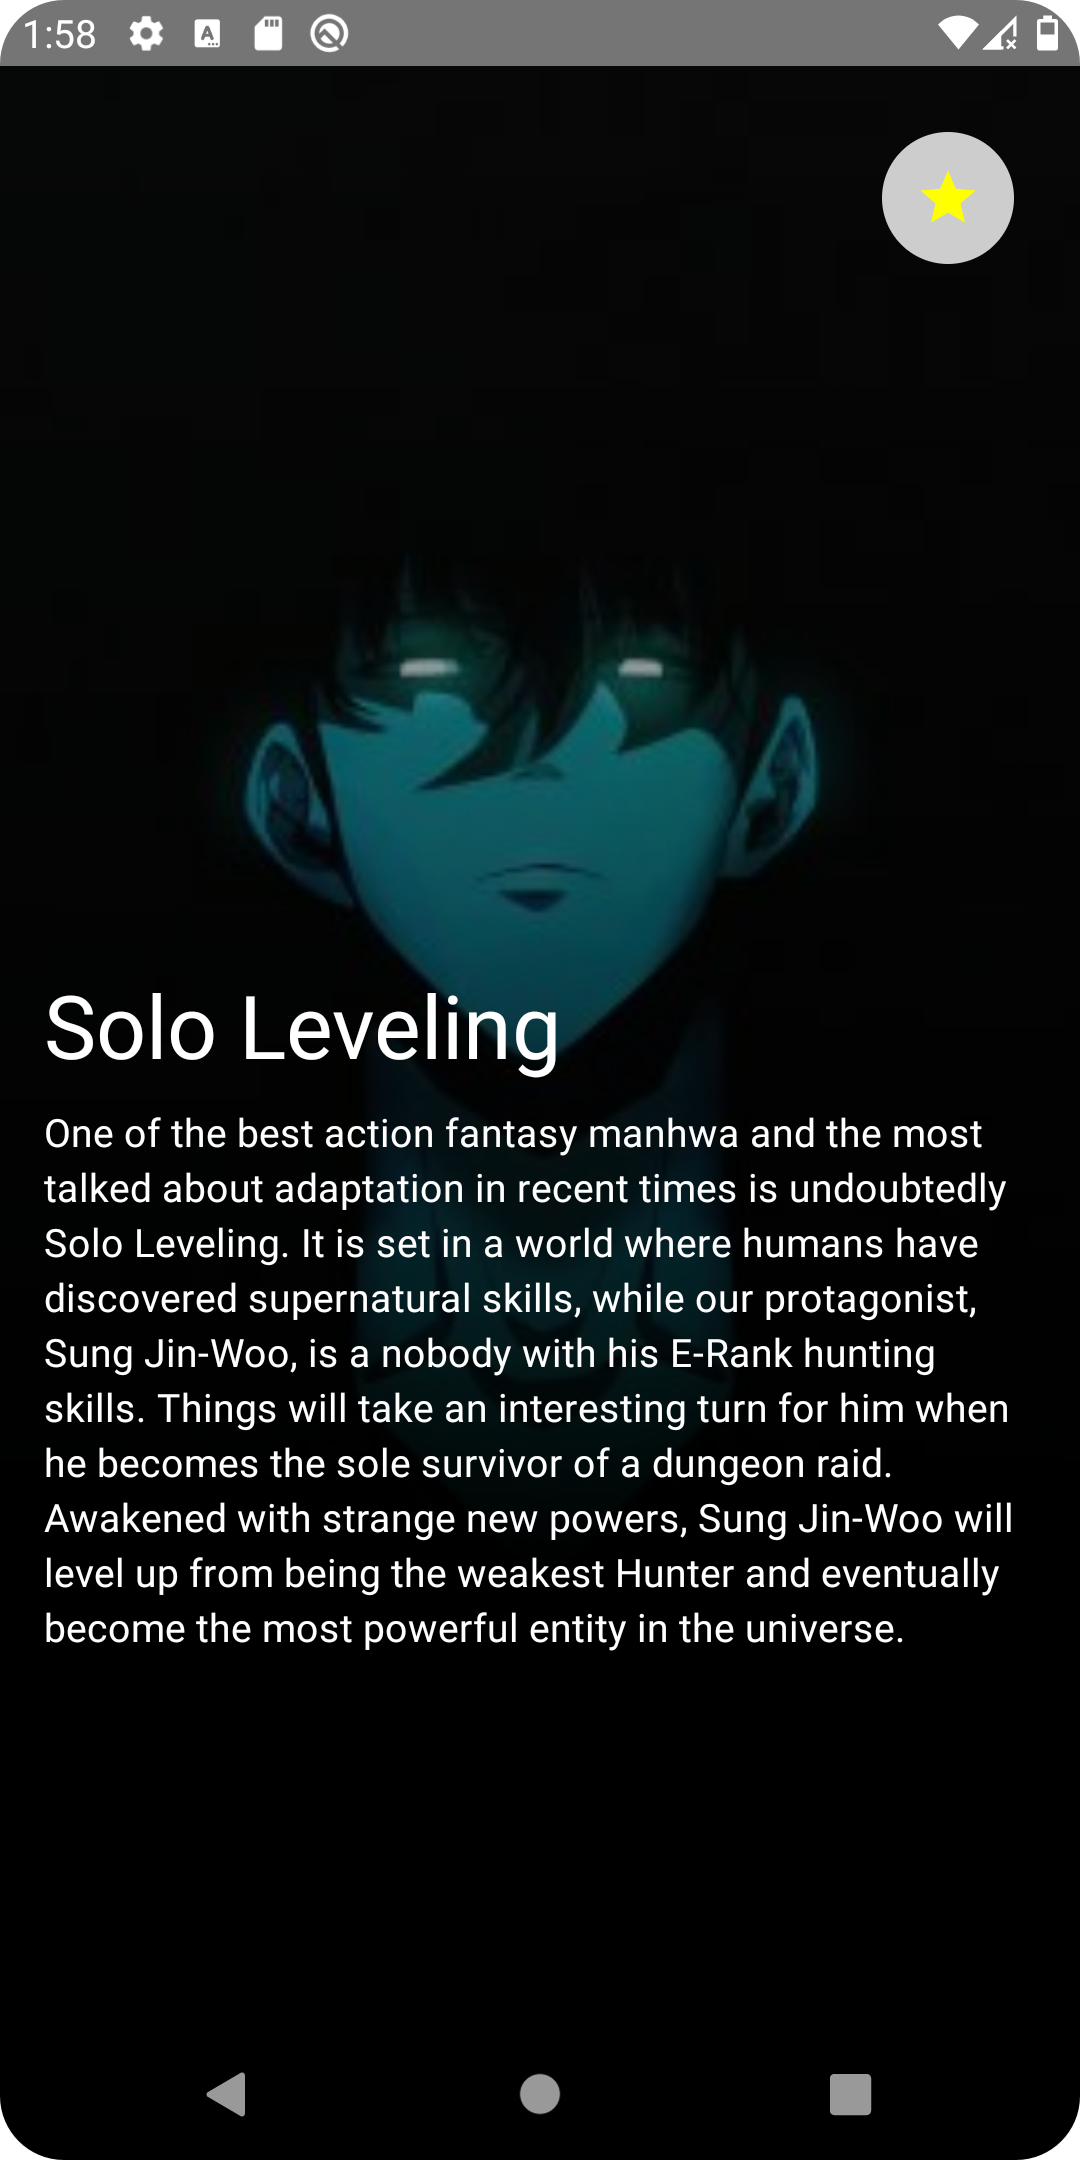 1:58
Solo Leveling
One of the best action fantasy manhwa and the most
talked about adaptation in recent times is undoubtedly
Solo Leveling. It is set in a world where humans have
discovered supernatural skills, while our protagonist,
Sung Jin-Woo, is a nobody with his E-Rank hunting
skills. Things will take an interesting turn for him when
he becomes the sole survivor of a dungeon raid.
Awakened with strange new powers, Sung Jin-Woo will
level up from being the weakest Hunter and eventually
become the most powerful entity in the universe.